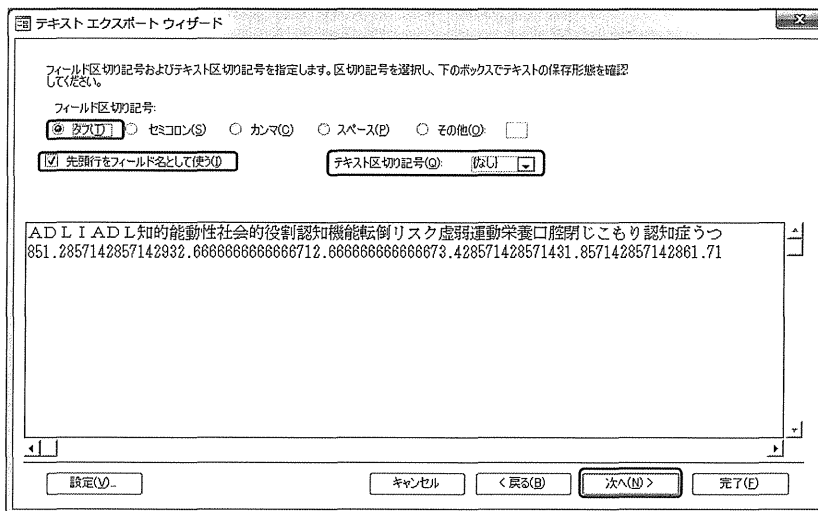 テキスト エクスポート ウィザード
フィールド区切り記号およびテキスト区切り記号を指定します。区切り記号を選択し、下のボックスでテキストの保存形態を確認
してください。
フィールド区切り記号:
タブ(T) セミコロン(S) カンマ(C) スペース(P) その他(O):
先頭行をフィールド名として使う(I) テキスト区切り記号(Q): {なし}
ＡＤＬＩＡＤＬ知的能動性社会的役割認知機能転倒リスク虚弱運動栄養口腔閉じこもり認知症うつ
851.2857142857142932.6666666666666712.666666666666673.428571428571431.857142857142861.71
設定(V)... キャンセル < 戻る(B) 次へ(N) > 完了(F)